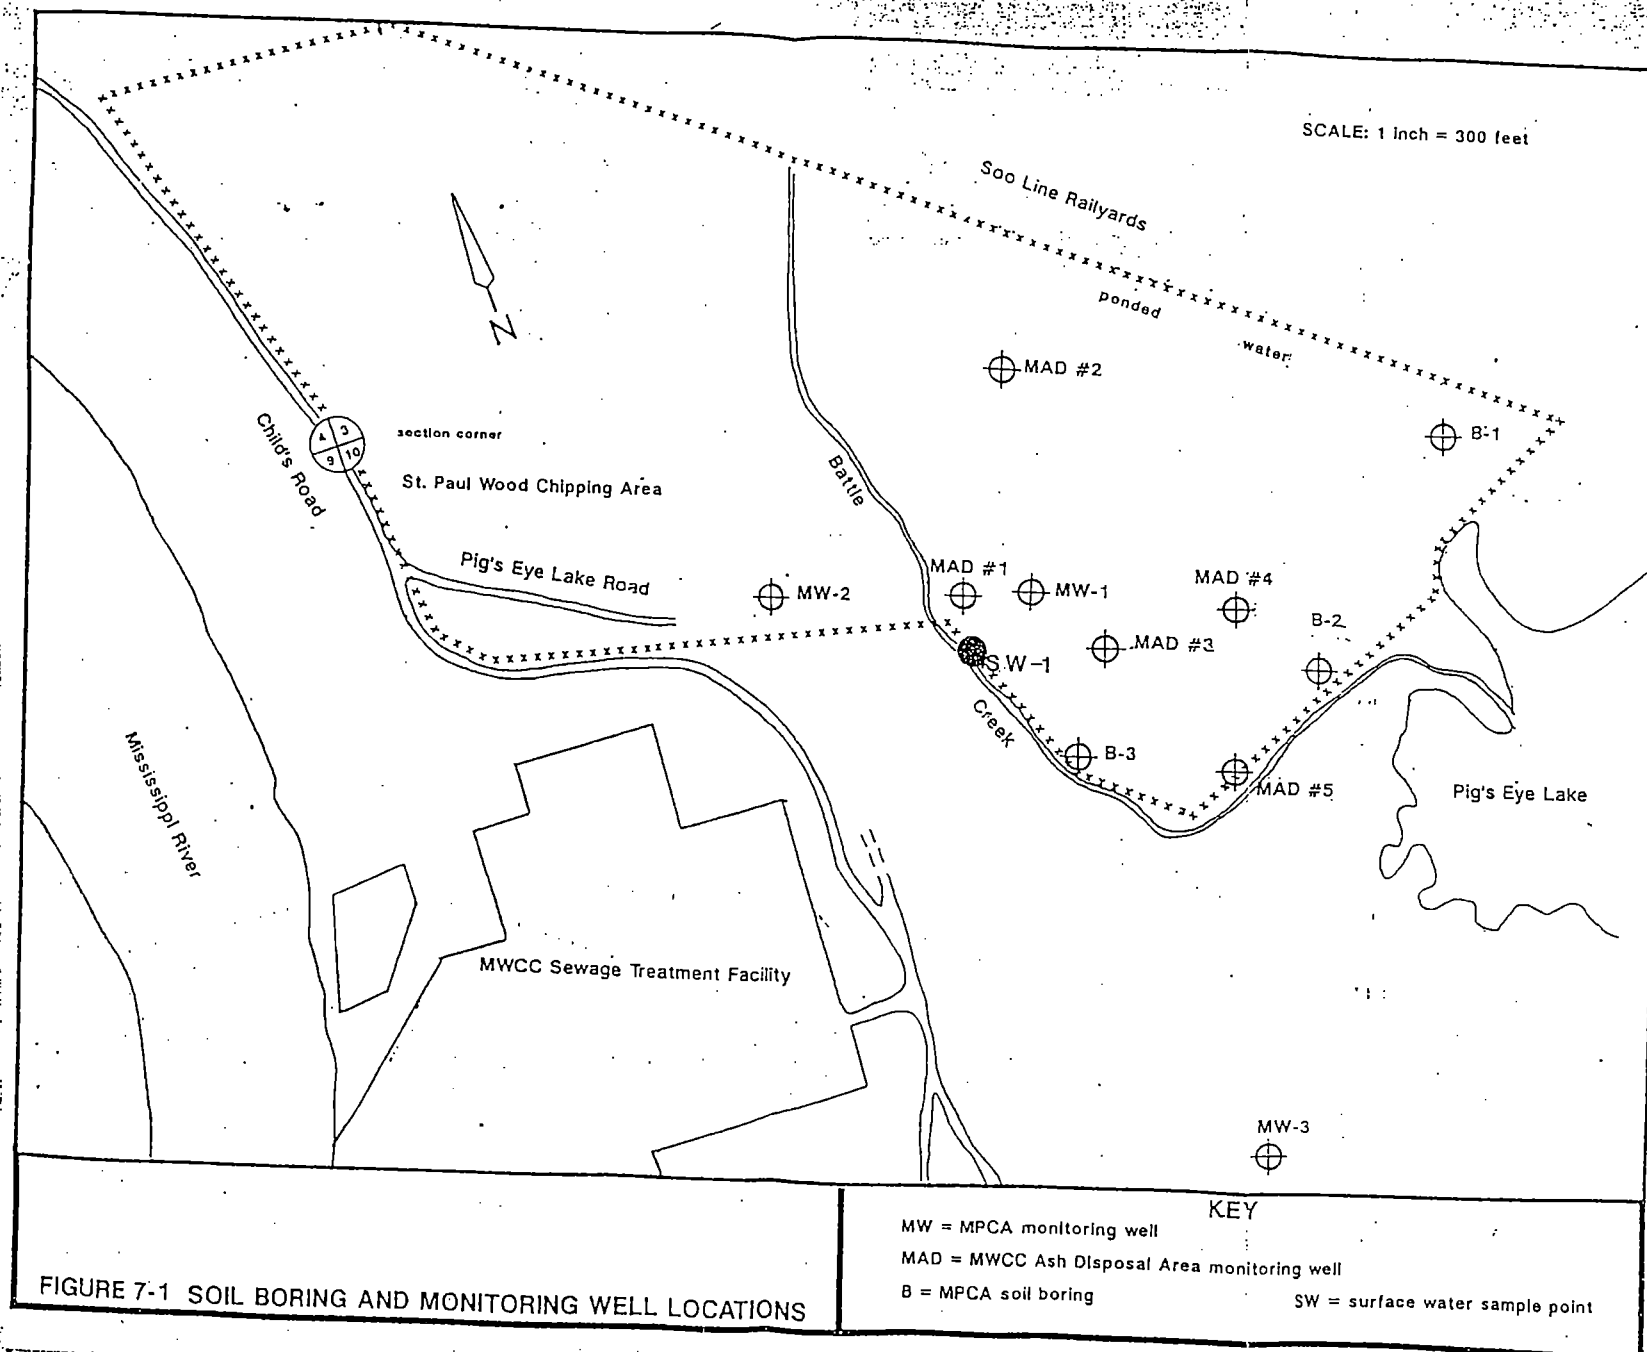 SCALE: 1 inch = 300 feet
Soo Line Railyards
ponded
water
N
MAD #2
B-1
4 3
9 10
section corner
Child's Road
St. Paul Wood Chipping Area
Battle
Pig's Eye Lake Road
MW-2
MAD #1
MW-1
MAD #4
B-2
MAD #3
S.W-1
Creek
B-3
MAD #5
Pig's Eye Lake
Mississippi River
MWCC Sewage Treatment Facility
MW-3
KEY
MW = MPCA monitoring well
MAD = MWCC Ash Disposal Area monitoring well
B = MPCA soil boring
SW = surface water sample point
FIGURE 7-1 SOIL BORING AND MONITORING WELL LOCATIONS